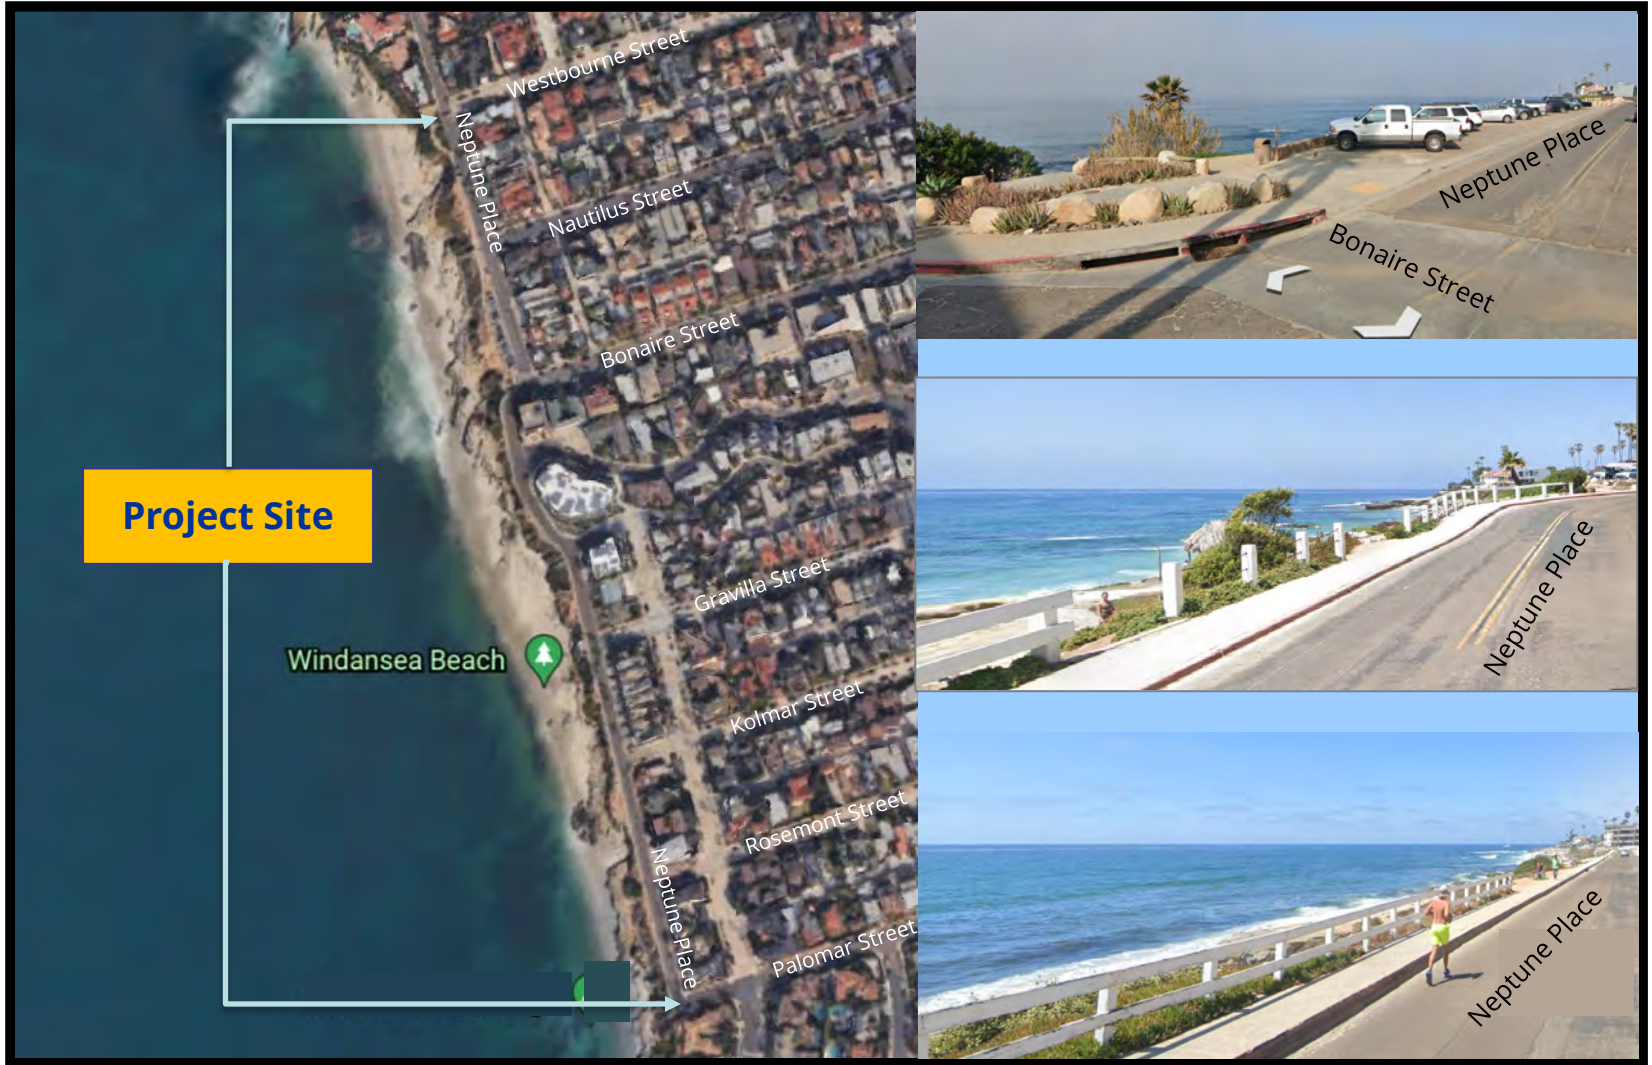 Westbourne Street
Neptune Place
Nautilus Street
Bonaire Street
Project Site
Gravilla Street
Windansea Beach
Kolmar Street
Rosemont Street
Neptune Place
Palomar Street
Neptune Place
Bonaire Street
Neptune Place
Neptune Place